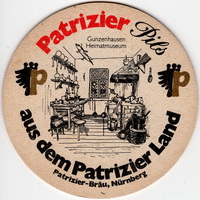 Patrizier Pils
Gunzenhausen
Heimatmuseum
P P
aus dem Patrizier Land
Patrizier-Bräu, Nürnberg